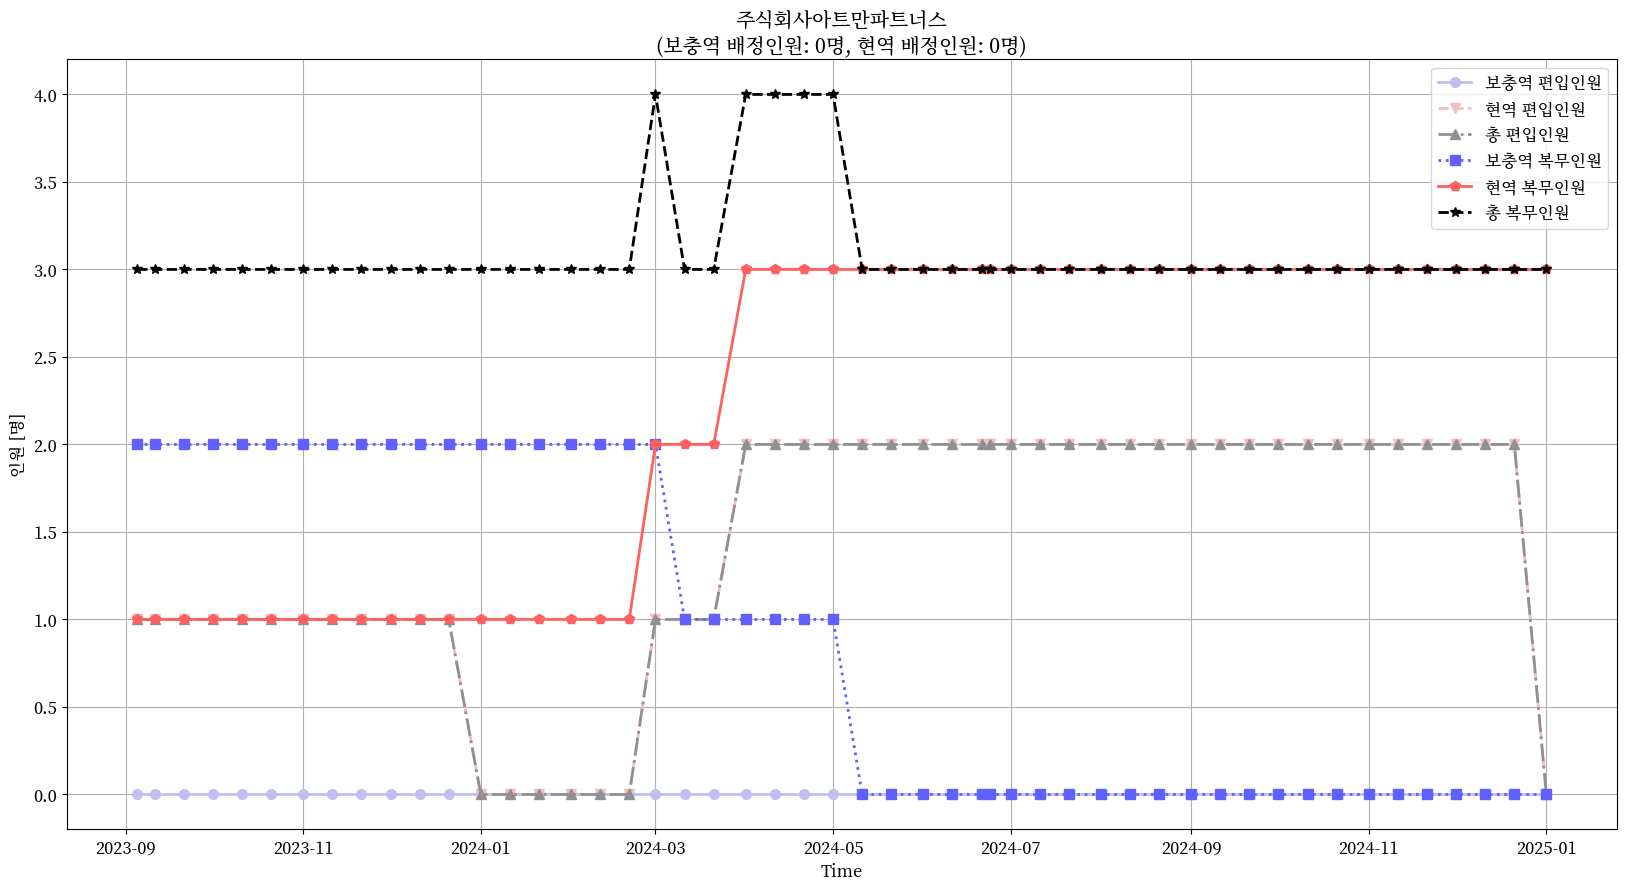 주식회사아트만파트너스
(보충역 배정인원: 0명, 현역 배정인원: 0명)
보충역 편입인원
현역 편입인원
총 편입인원
보충역 복무인원
현역 복무인원
총 복무인원
인원 [명]
4.0
3.5
3.0
2.5
2.0
1.5
1.0
0.5
0.0
2023-09 2023-11 2024-01 2024-03 2024-05 2024-07 2024-09 2024-11 2025-01
Time